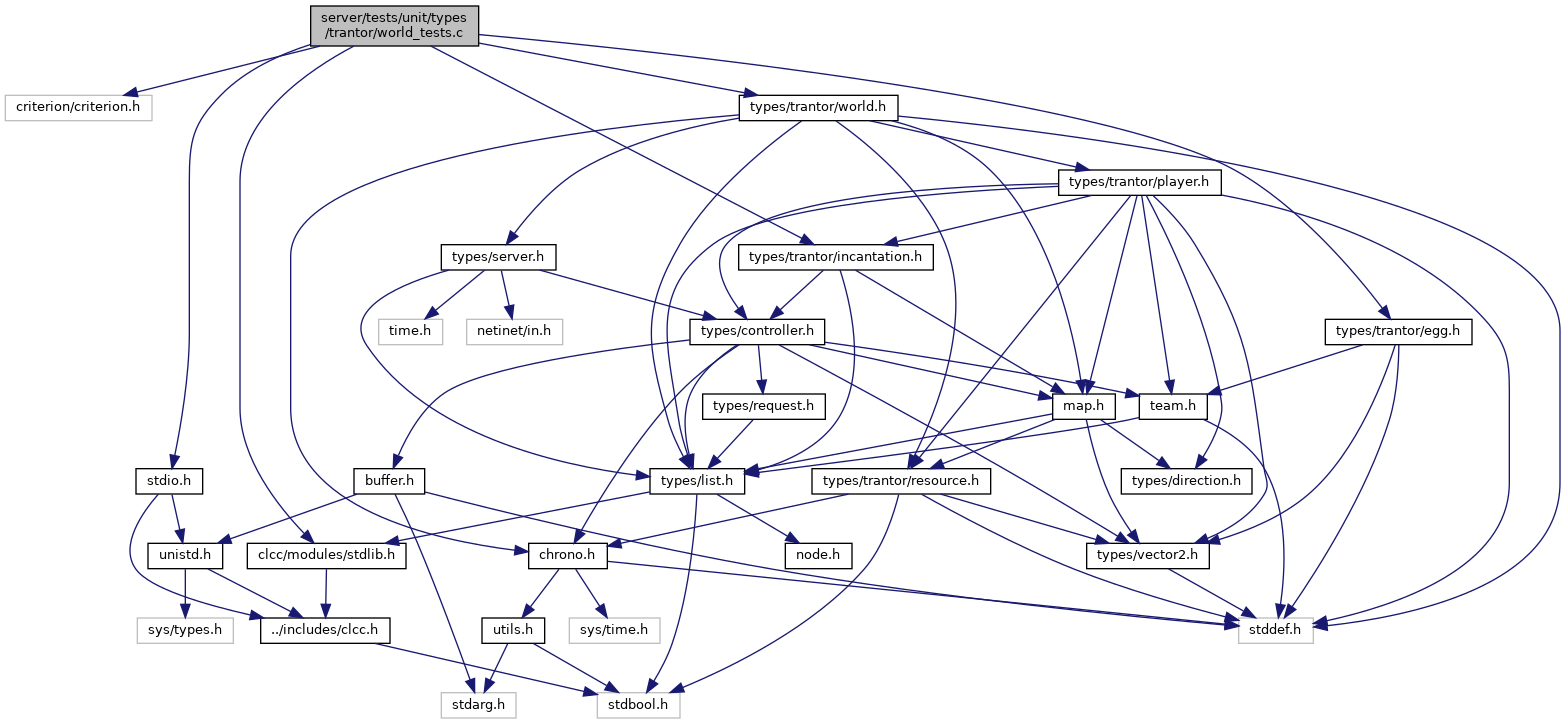 server/tests/unit/types
/trantor/world_tests.c
criterion/criterion.h
types/trantor/world.h
types/trantor/player.h
types/server.h
types/trantor/incantation.h
time.h
netinet/in.h
types/controller.h
types/trantor/egg.h
types/request.h
map.h
team.h
stdio.h
buffer.h
types/list.h
types/trantor/resource.h
types/direction.h
unistd.h
clcc/modules/stdlib.h
chrono.h
node.h
types/vector2.h
sys/types.h
../includes/clcc.h
utils.h
sys/time.h
stddef.h
stdarg.h
stdbool.h